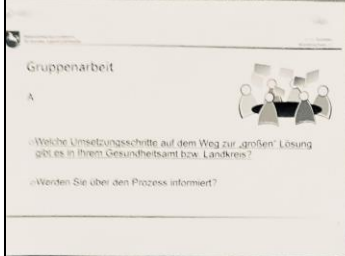 Gruppenarbeit
A
Welche Umsetzungsschritte auf dem Weg zur „großen“ Lösung
gibt es in Ihrem Gesundheitsamt bzw. Landkreis?
Werden Sie über den Prozess informiert?